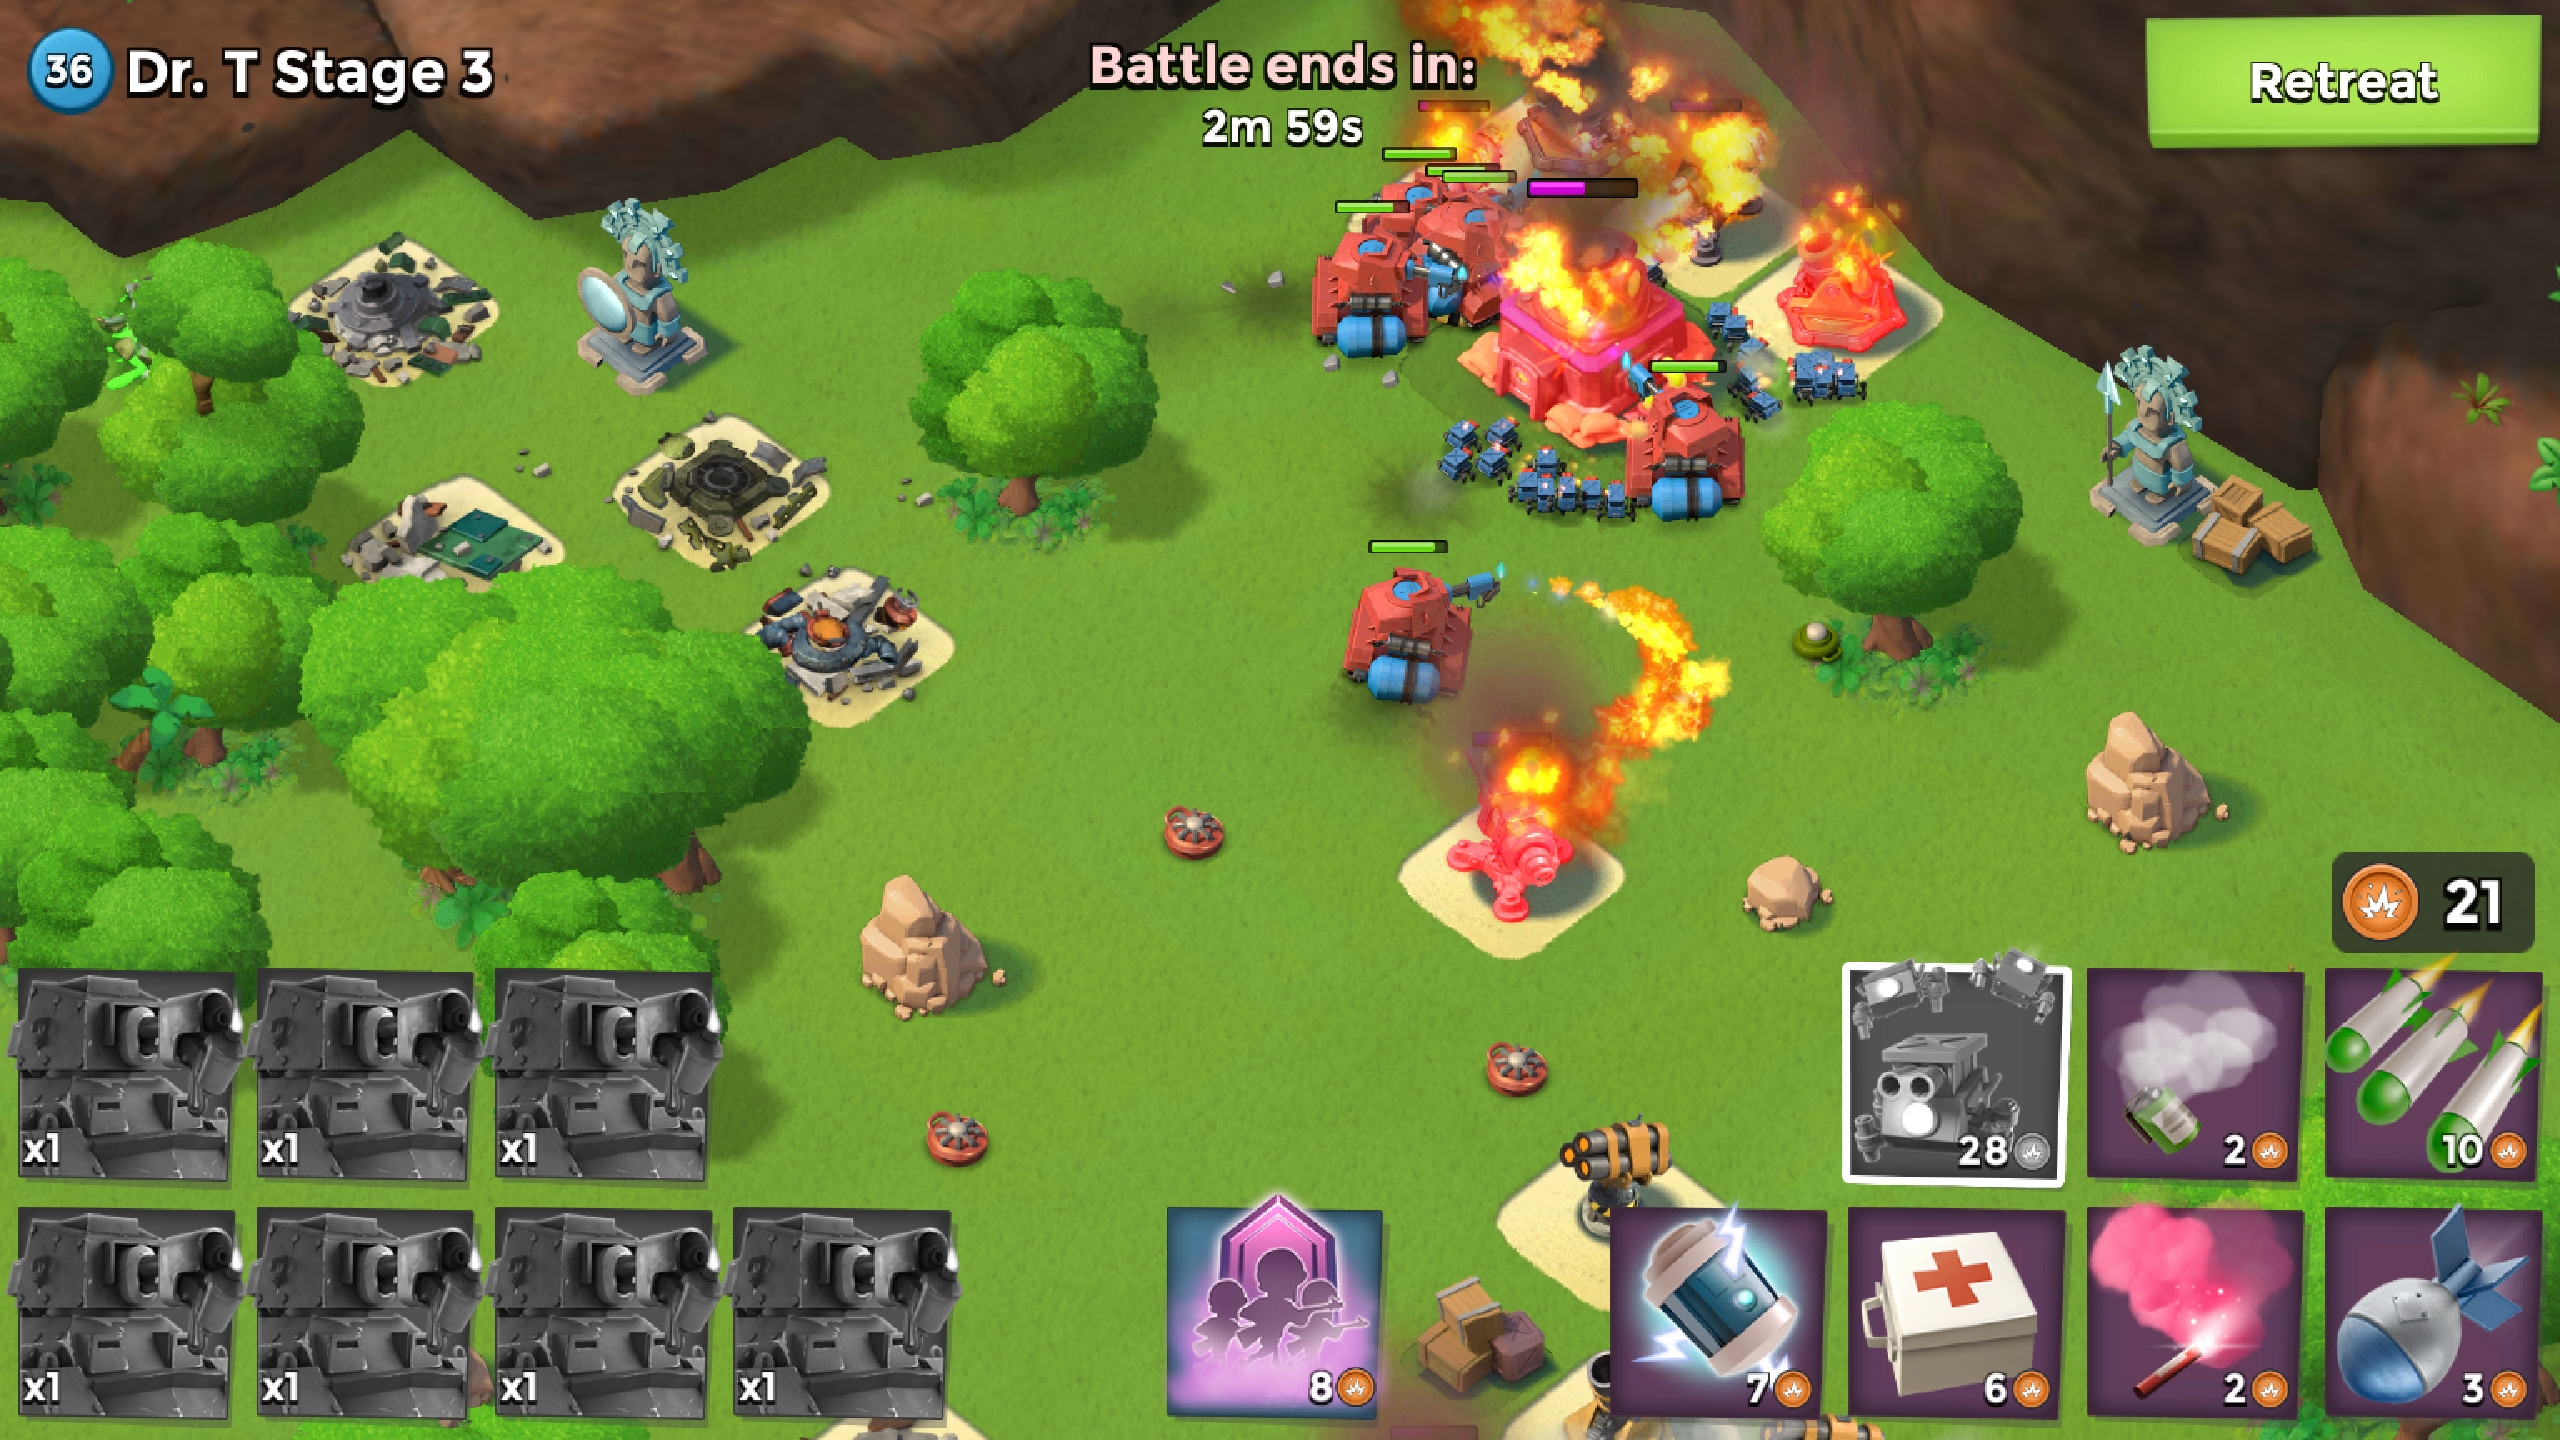 36 Dr. T Stage 3
Battle ends in:
2m 59s
Retreat
21
x1 x1 x1 28 2 10
x1 x1 x1 x1 8 7 6 2 3